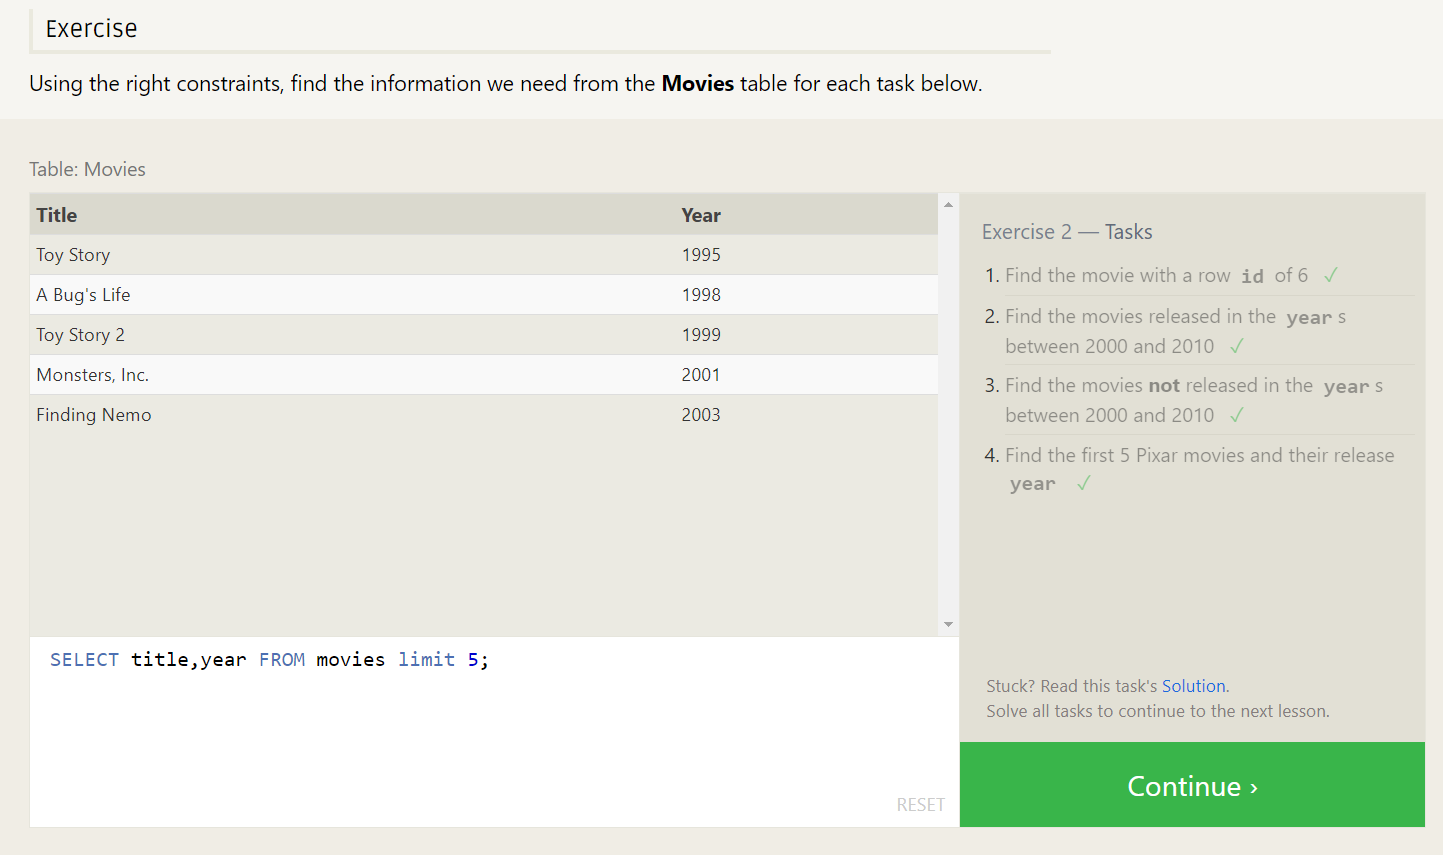 Exercise
Using the right constraints, find the information we need from the Movies table for each task below.
Table: Movies
Title Year
Toy Story 1995
A Bug's Life 1998
Toy Story 2 1999
Monsters, Inc. 2001
Finding Nemo 2003
SELECT title,year FROM movies limit 5;
RESET
Exercise 2 — Tasks
1. Find the movie with a row id of 6 ✓
2. Find the movies released in the year s
between 2000 and 2010 ✓
3. Find the movies not released in the year s
between 2000 and 2010 ✓
4. Find the first 5 Pixar movies and their release
year ✓
Stuck? Read this task's Solution.
Solve all tasks to continue to the next lesson.
Continue ›